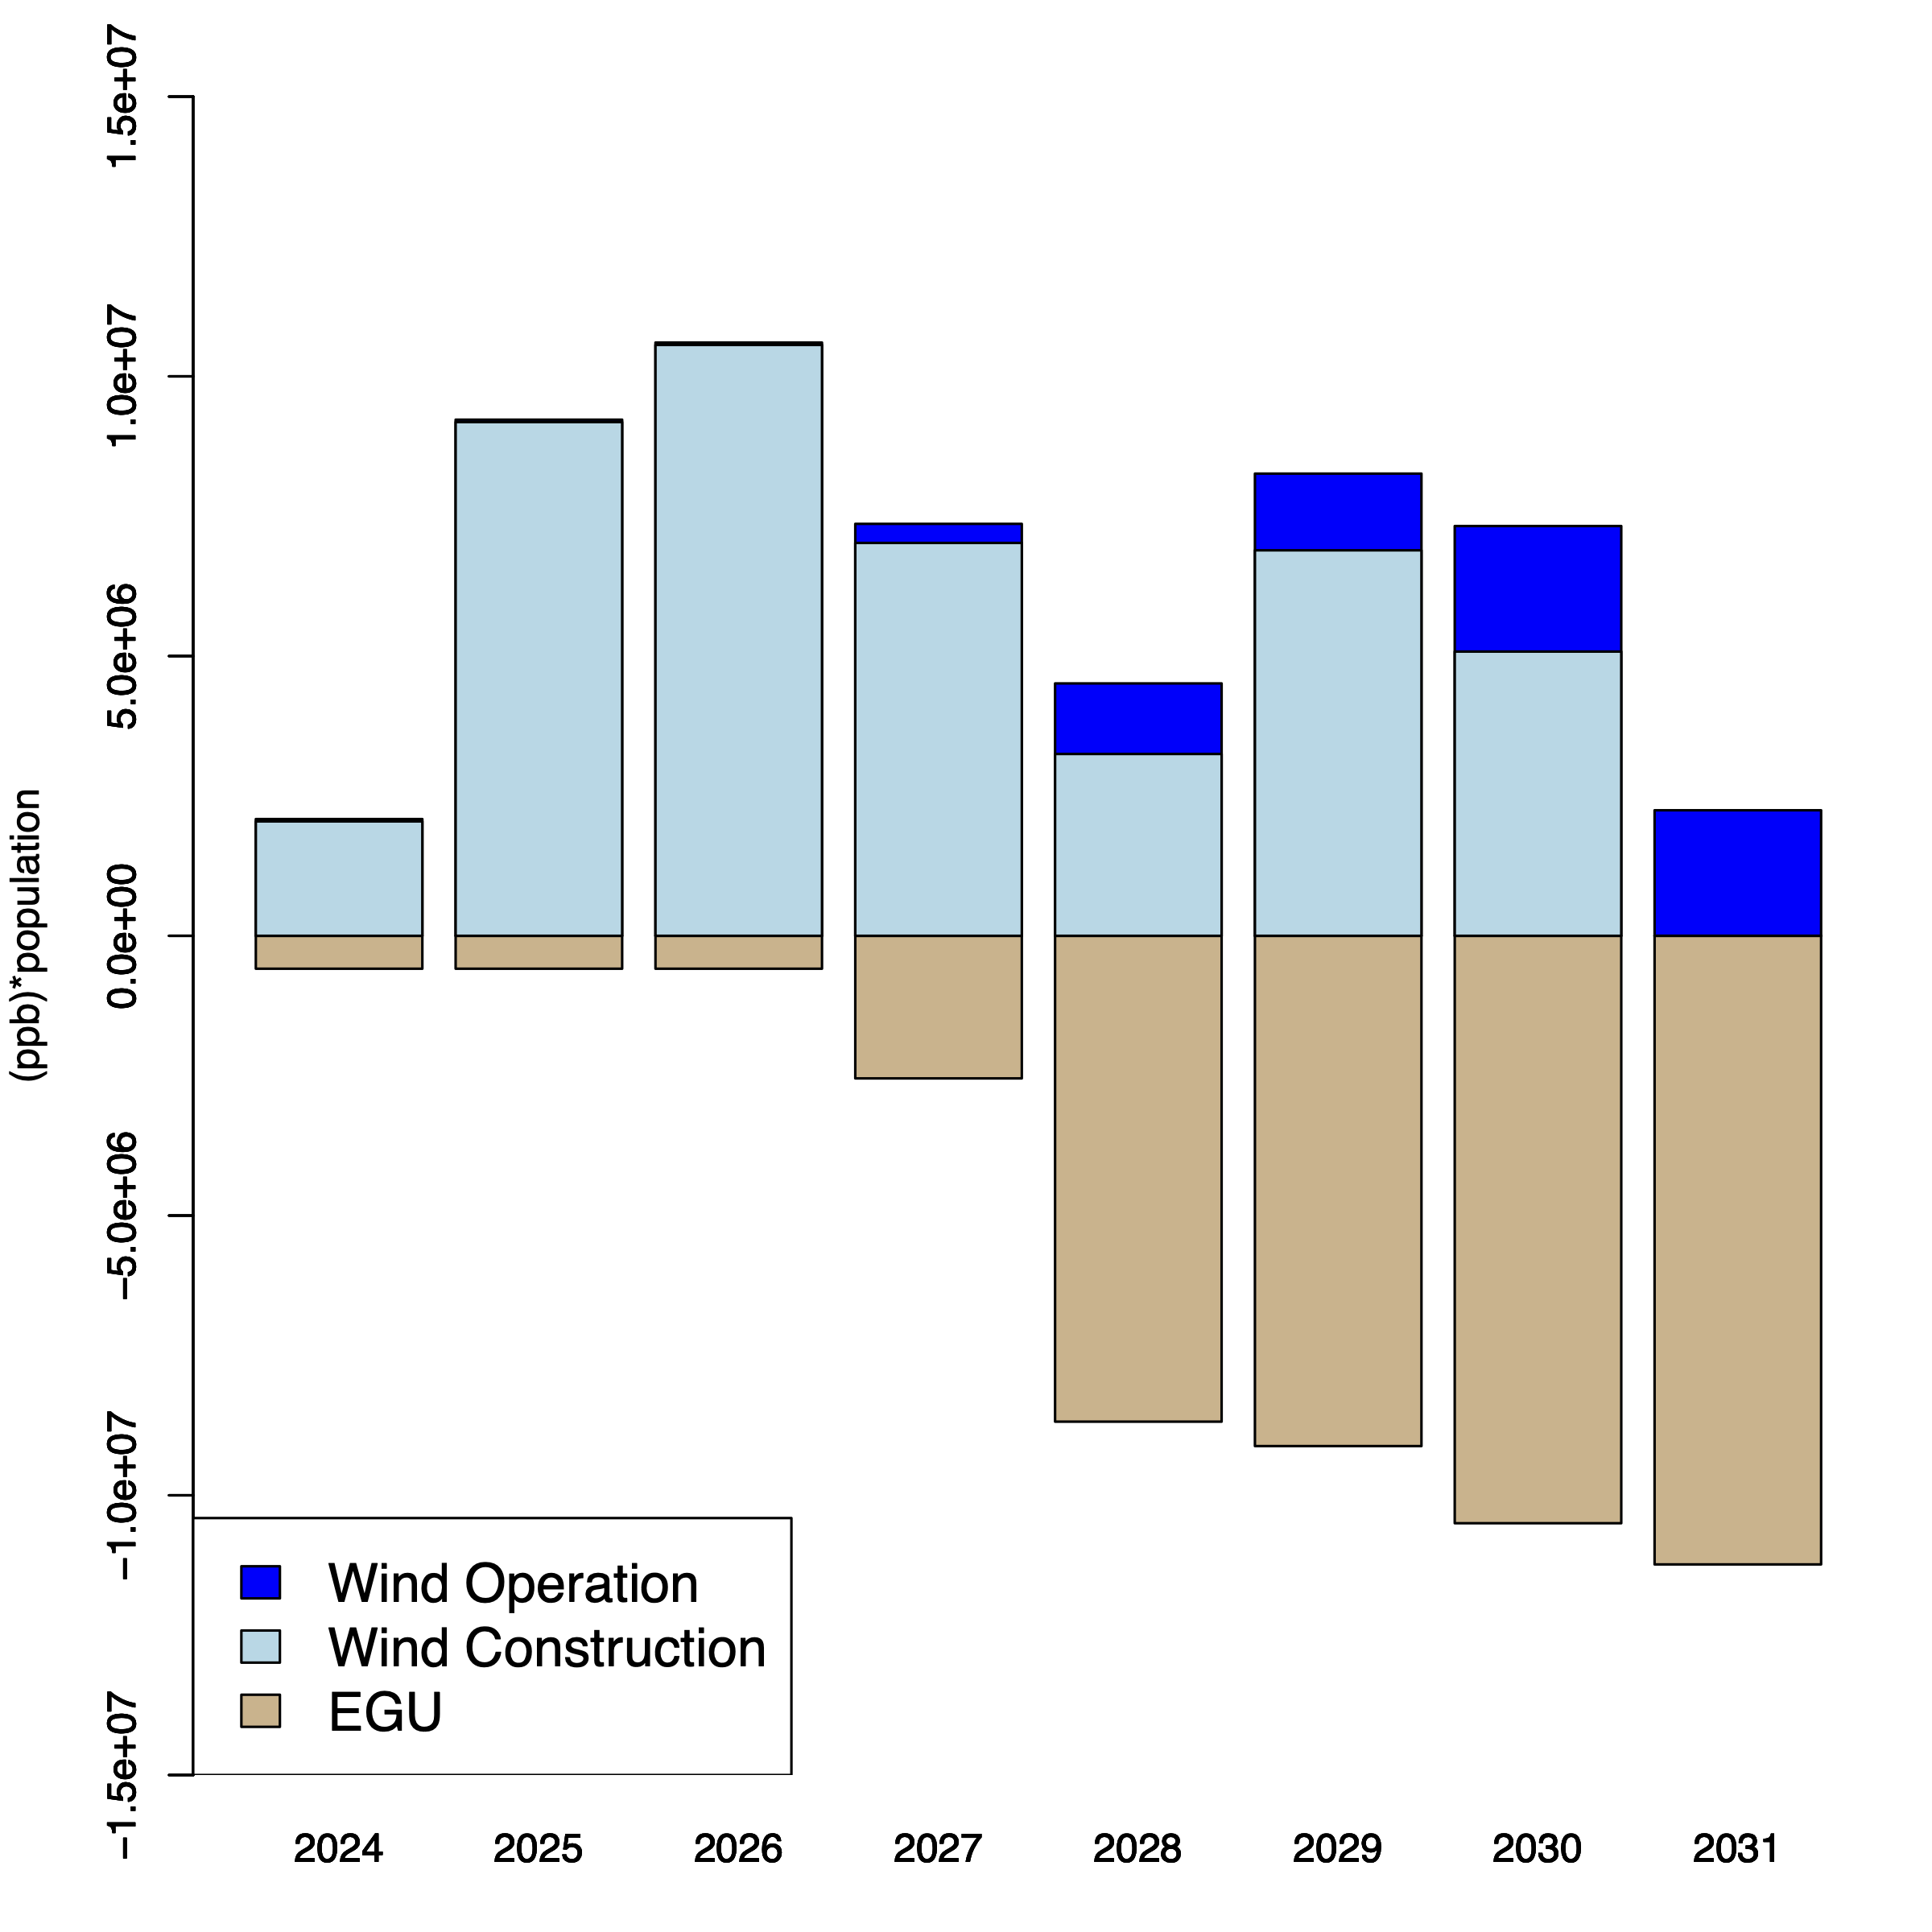 (ppb)*population
1.5e+07
1.0e+07
5.0e+06
0.0e+00
−5.0e+06
−1.0e+07
−1.5e+07
Wind Operation
Wind Construction
EGU
2024 2025 2026 2027 2028 2029 2030 2031